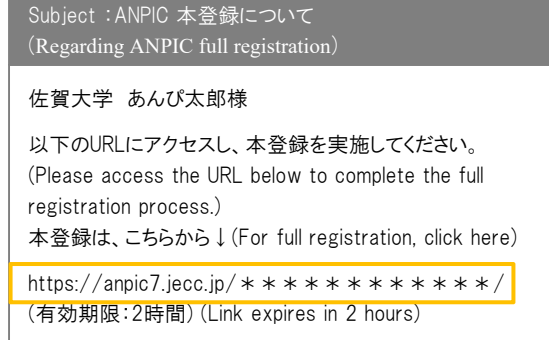 Subject ：ANPIC 本登録について
（Regarding ANPIC full registration）
佐賀大学　あんぴ太郎様
以下のURLにアクセスし、本登録を実施してください。
(Please access the URL below to complete the full
registration process.)
本登録は、こちらから↓(For full registration, click here)
https://anpic7.jecc.jp/＊＊＊＊＊＊＊＊＊＊＊＊/
(有効期限：2時間) (Link expires in 2 hours)